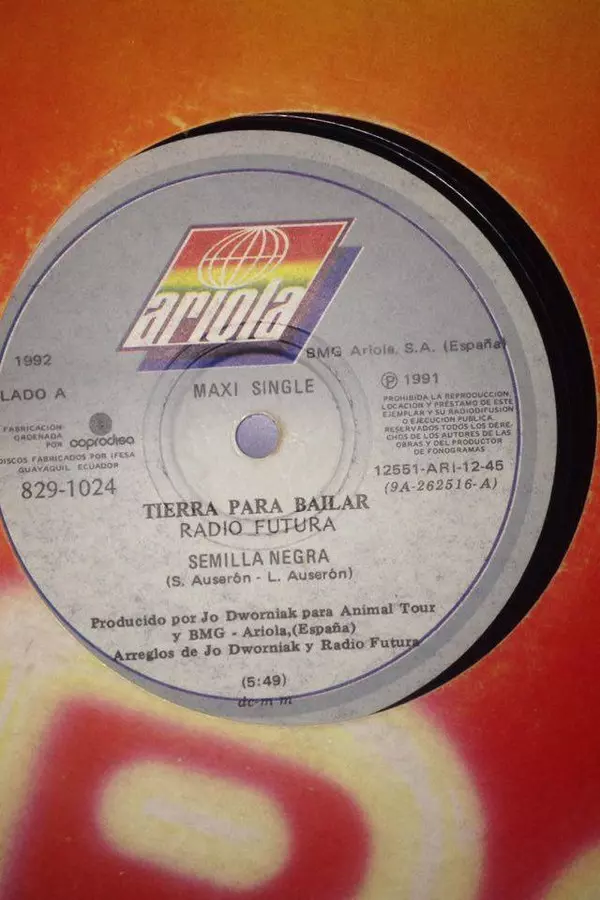 ariola
1992
BMG Ariola, S.A. (España)
LADO A
MAXI SINGLE
Ⓟ 1991
PROHIBIDA LA REPRODUCCION,
LOCACION Y PRÉSTAMO DE ESTE
EJEMPLAR Y SU RADIODIFUSION
O EJECUCION PUBLICA.
RESERVADOS TODOS LOS DERE-
CHOS DE LOS AUTORES DE LAS
OBRAS Y DEL PRODUCTOR
DE FONOGRAMAS
FABRICACIÓN
ORDENADA
POR coprodisa
DISCOS FABRICADOS POR IFESA
GUAYAQUIL ECUADOR
829-1024
12551-ARI-12-45
(9A-262516-A)
TIERRA PARA BAILAR
RADIO FUTURA
SEMILLA NEGRA
(S. Auserón - L. Auserón)
Producido por Jo Dworniak para Animal Tour
y BMG - Ariola,(España)
Arreglos de Jo Dworniak y Radio Futura
(5:49)
dc-m m